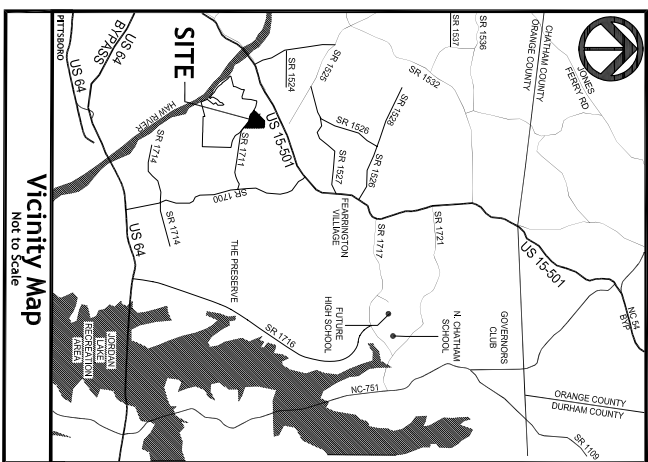 PITTSBORO
US 64
BYPASS
US 64
SITE
HAW RIVER
SR 1524
SR 1525
SR 1532
SR 1537
SR 1536
CHATHAM COUNTY
ORANGE COUNTY
JONES
FERRY RD
US 15-501
SR 1526
SR 1528
SR 1527
SR 1526
SR 1714
SR 1711
SR 1700
SR 1714
US 64
FEARRINGTON
VILLIAGE
SR 1717
SR 1721
US 15-501
NC 54
BYP
THE PRESERVE
SR 1716
FUTURE
HIGH SCHOOL
N. CHATHAM
SCHOOL
GOVERNORS
CLUB
JORDAN
LAKE
RECREATION
AREA
NC-751
ORANGE COUNTY
DURHAM COUNTY
SR 1109
Vicinity Map
Not to Scale